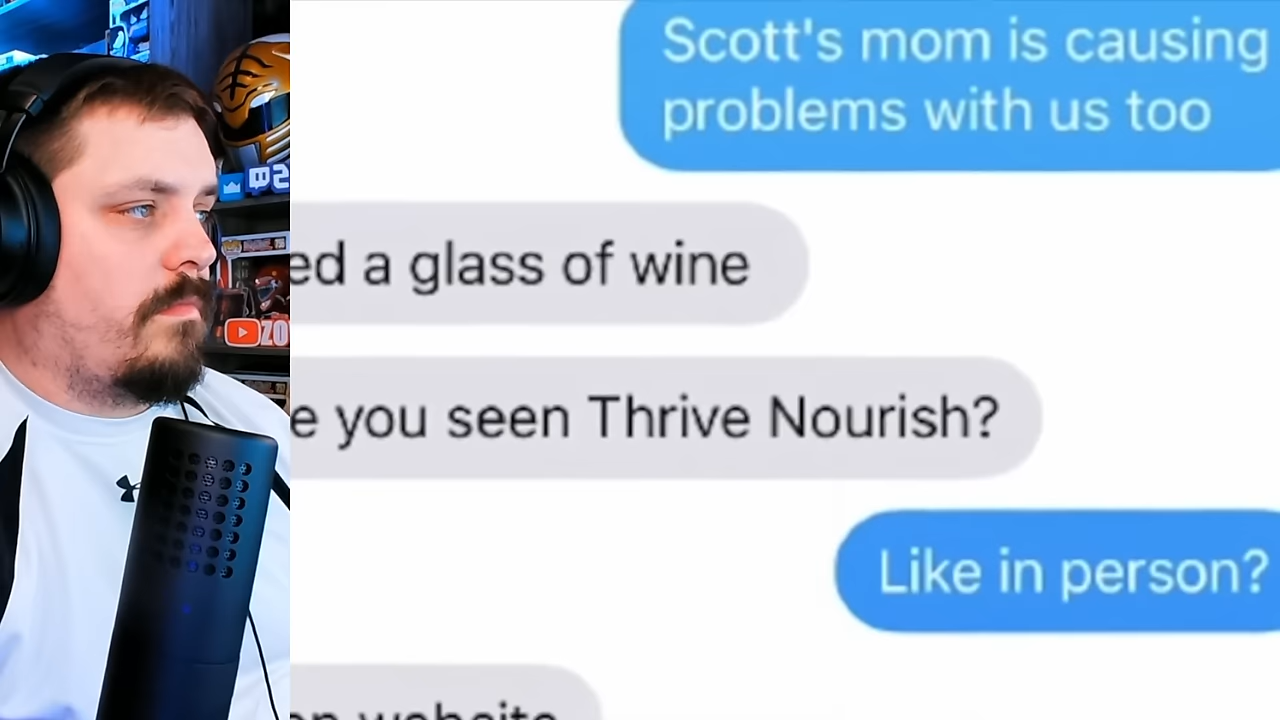 Scott's mom is causing
problems with us too
ed a glass of wine
e you seen Thrive Nourish?
Like in person?
ZO